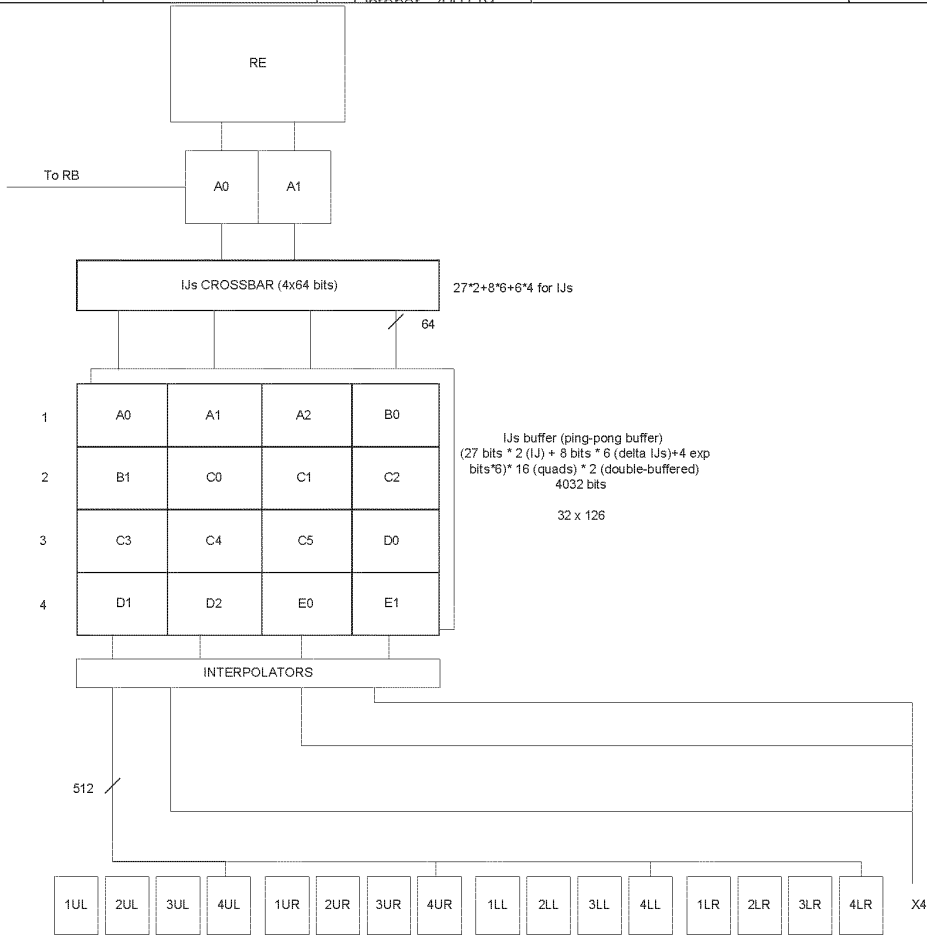 RE
To RB
A0
A1
IJs CROSSBAR (4x64 bits)
27*2+8*6+6*4 for IJs
64
1
A0
A1
A2
B0
2
B1
C0
C1
C2
3
C3
C4
C5
D0
4
D1
D2
E0
E1
IJs buffer (ping-pong buffer)
(27 bits * 2 (IJ) + 8 bits * 6 (delta IJs)+4 exp
bits*6)* 16 (quads) * 2 (double-buffered)
4032 bits
32 x 126
INTERPOLATORS
512
1UL
2UL
3UL
4UL
1UR
2UR
3UR
4UR
1LL
2LL
3LL
4LL
1LR
2LR
3LR
4LR
X4